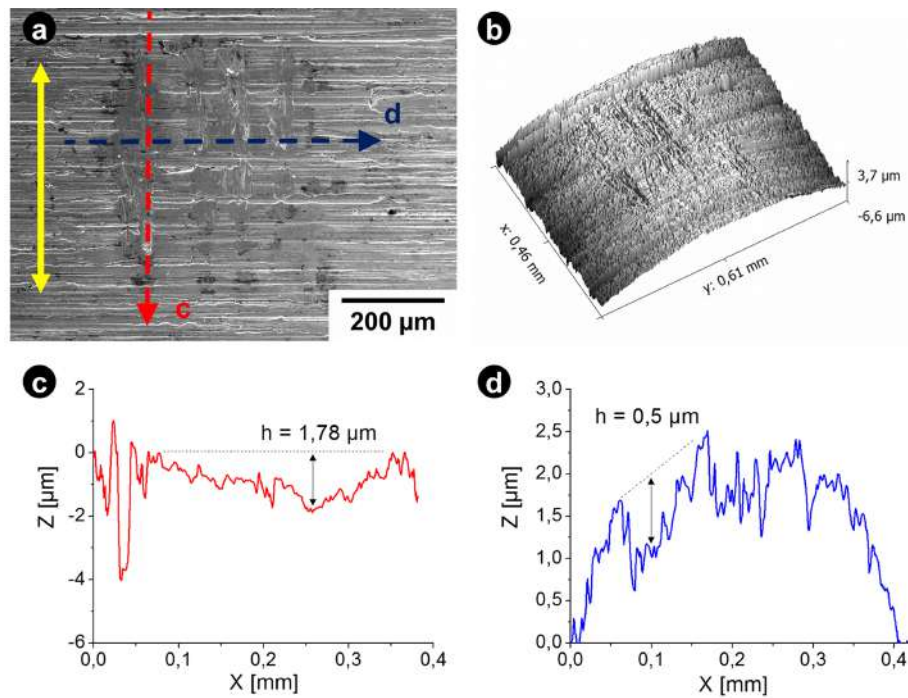 a
d
c
200 µm
b
3,7 µm
-6,6 µm
x: 0,46 mm
y: 0,61 mm
c
2
0
-2
-4
-6
Z [µm]
h = 1,78 µm
0,0 0,1 0,2 0,3 0,4
X [mm]
d
3,0
2,5
2,0
1,5
1,0
0,5
0,0
Z [µm]
h = 0,5 µm
0,0 0,1 0,2 0,3 0,4
X [mm]